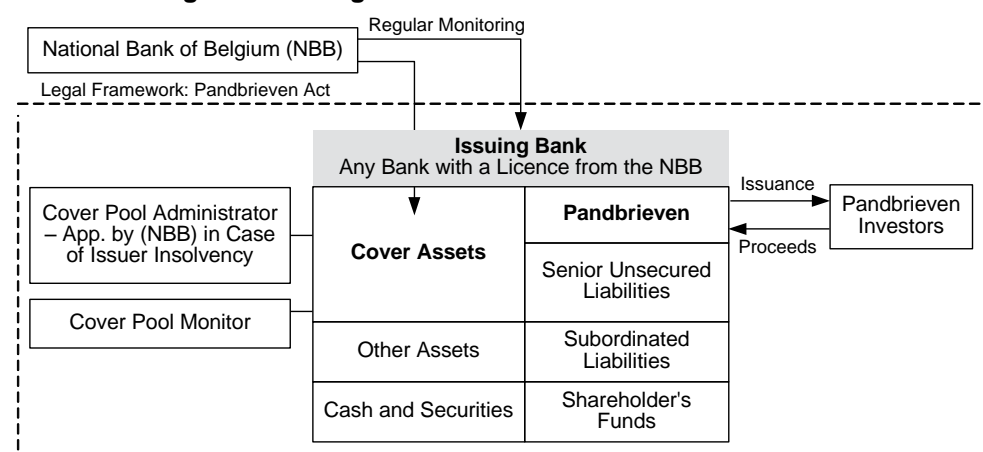 Regular Monitoring
National Bank of Belgium (NBB)
Legal Framework: Pandbrieven Act
Issuing Bank
Any Bank with a Licence from the NBB
Cover Pool Administrator
– App. by (NBB) in Case
of Issuer Insolvency
Cover Pool Monitor
Cover Assets
Other Assets
Cash and Securities
Pandbrieven
Senior Unsecured
Liabilities
Subordinated
Liabilities
Shareholder's
Funds
Issuance
Proceeds
Pandbrieven
Investors